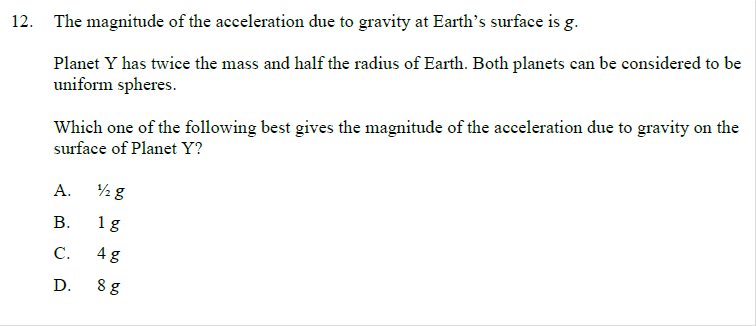 12. The magnitude of the acceleration due to gravity at Earth's surface is g.
Planet Y has twice the mass and half the radius of Earth. Both planets can be considered to be
uniform spheres.
Which one of the following best gives the magnitude of the acceleration due to gravity on the
surface of Planet Y?
A. ½ g
B. 1 g
C. 4 g
D. 8 g